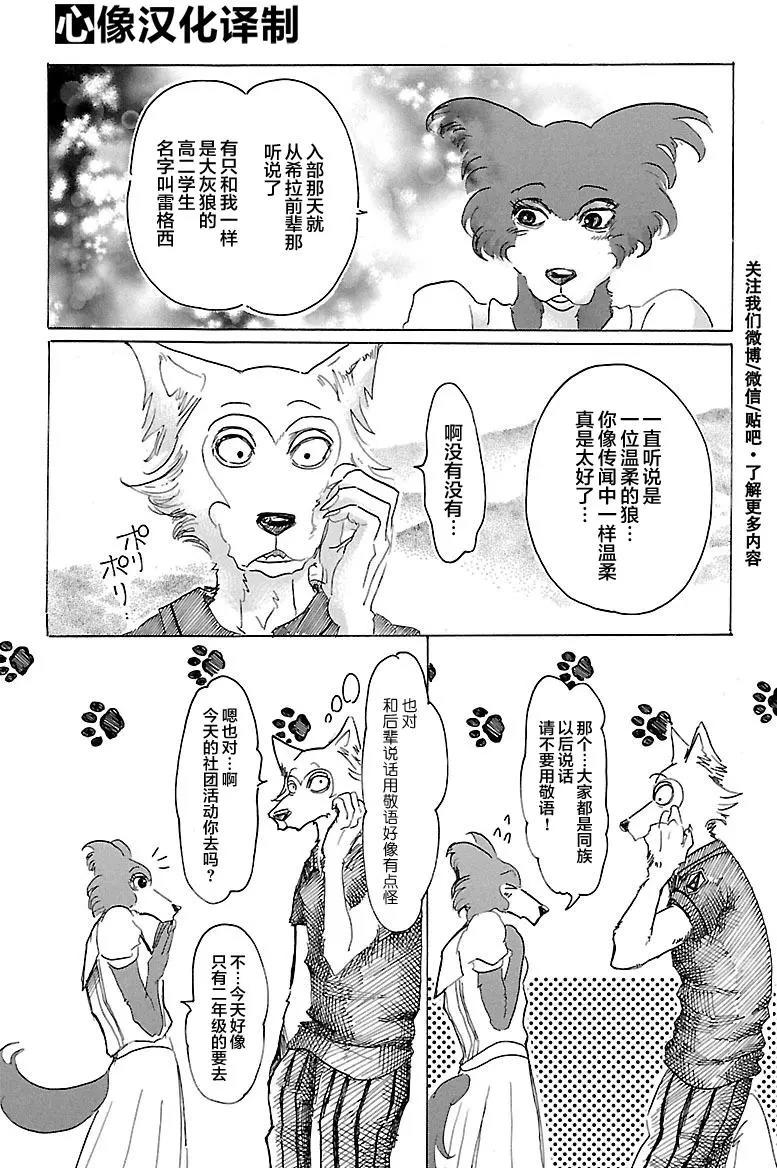 心像汉化译制
入部那天就
从希拉前辈那
听说了
有只和我一样
是大灰狼的
高二学生
名字叫雷格西
一直听说是
一位温柔的狼…
你像传闻中一样温柔
真是太好了…
啊没有没有…
ポリ
ポリ…
那个…大家都是同族
以后说话
请不要用敬语！
也对
和后辈说话用敬语好像有点怪
嗯也对…啊
今天的社团活动你去吗？
不…今天好像
只有二年级的要去
关注我们微博/微信/贴吧·了解更多内容